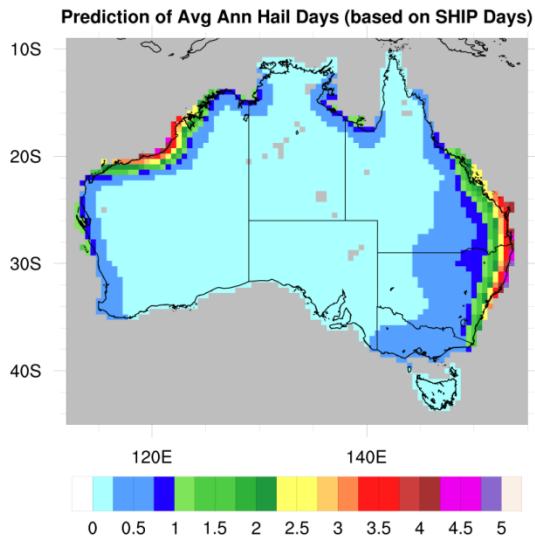 Prediction of Avg Ann Hail Days (based on SHIP Days)
10S
20S
30S
40S
120E 140E
0 0.5 1 1.5 2 2.5 3 3.5 4 4.5 5